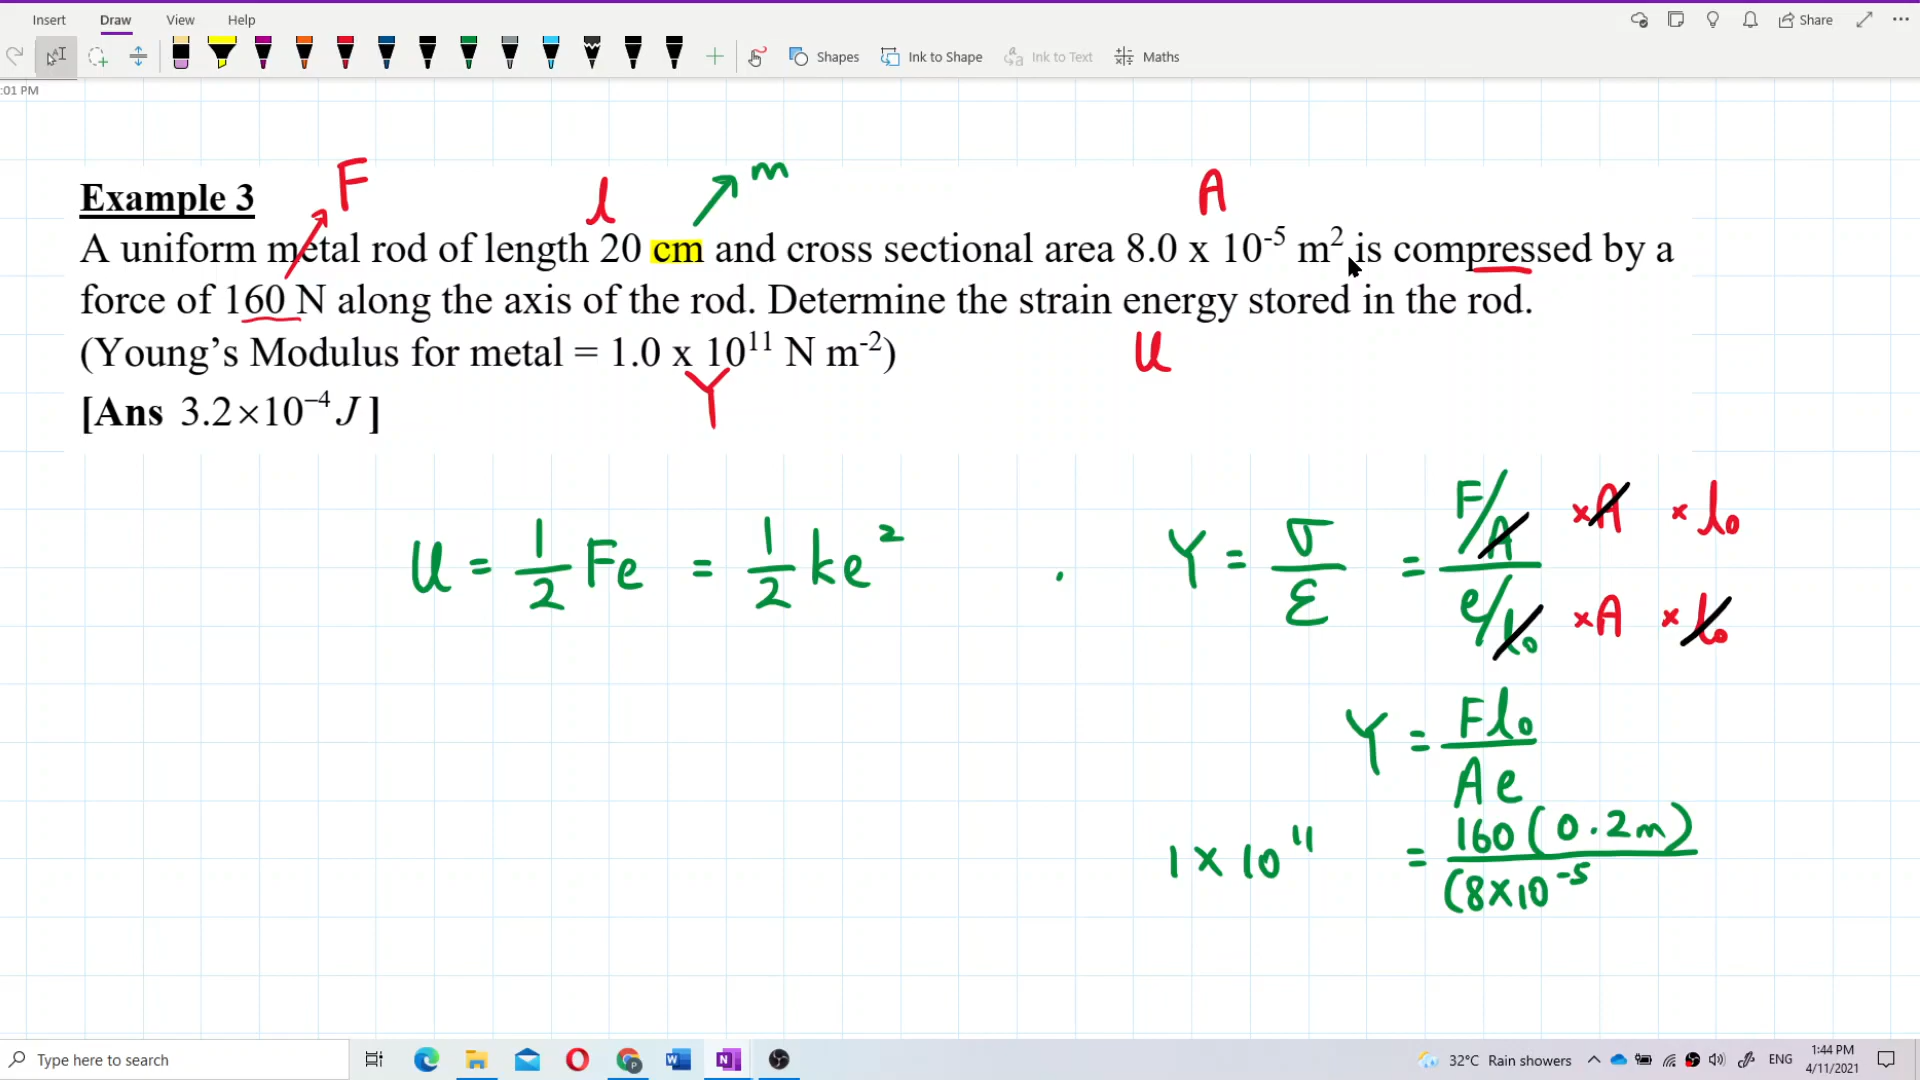 Insert Draw View Help Share
Shapes Ink to Shape Ink to Text Maths
:01 PM
F l m A
Example 3
A uniform metal rod of length 20 cm and cross sectional area 8.0 x 10⁻⁵ m² is compressed by a
force of 160 N along the axis of the rod. Determine the strain energy stored in the rod.
(Young’s Modulus for metal = 1.0 x 10¹¹ N m⁻²)
U
Y
[Ans 3.2×10⁻⁴ J ]
U = 1/2 Fe = 1/2 ke² . Y = σ/ε = (F/A ×A × l₀)/(e/l₀ ×A × l₀)
Y = Fl₀/Ae
1 x 10¹¹ = 160(0.2m)/(8x10⁻⁵
Type here to search 32°C Rain showers ENG 1:44 PM
4/11/2021